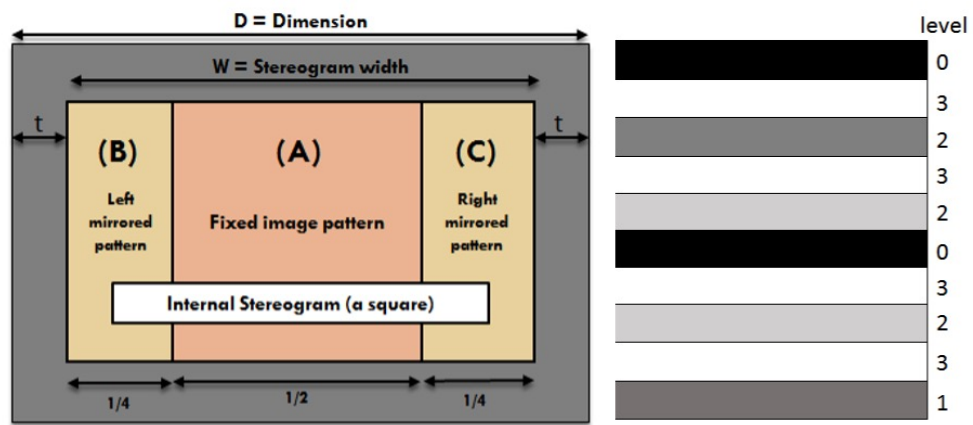 D = Dimension
W = Stereogram width
t
t
(B)
Left
mirrored
pattern
(A)
Fixed image pattern
(C)
Right
mirrored
pattern
Internal Stereogram (a square)
1/4
1/2
1/4
level
0
3
2
3
2
0
3
2
3
1